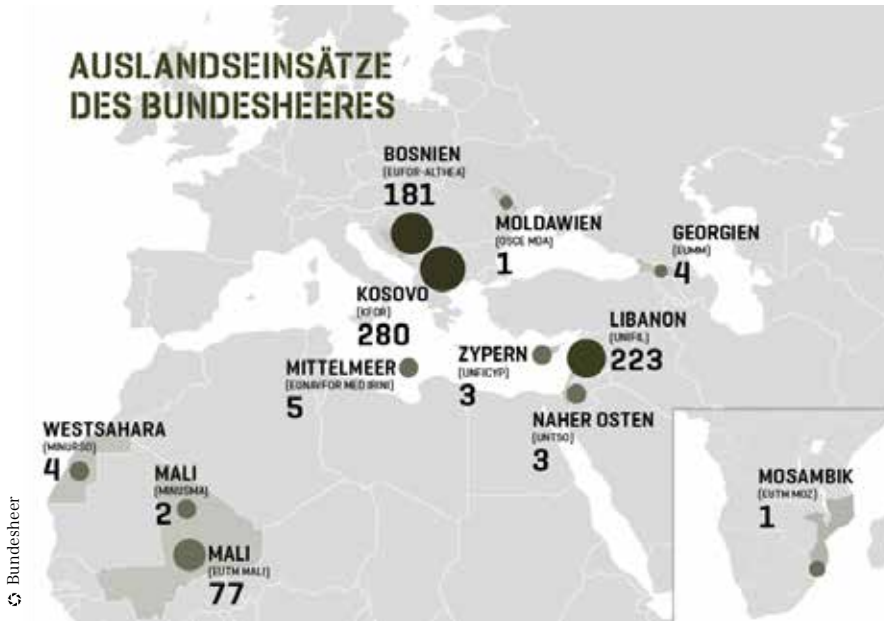 AUSLANDSEINSÄTZE
DES BUNDESHEERES
BOSNIEN
(EUFOR-ALTHEA)
181
MOLDAWIEN
(OSCE MDA)
1
GEORGIEN
(EUMM)
4
KOSOVO
(KFOR)
280
LIBANON
(UNIFIL)
223
ZYPERN
(UNFICYP)
3
MITTELMEER
(EUNAVFOR MED IRINI)
5
NAHER OSTEN
(UNTSO)
3
WESTSAHARA
(MINURSO)
4
MALI
(MINUSMA)
2
MALI
(EUTM MALI)
77
MOSAMBIK
(EUTM MOZ)
1
Bundesheer